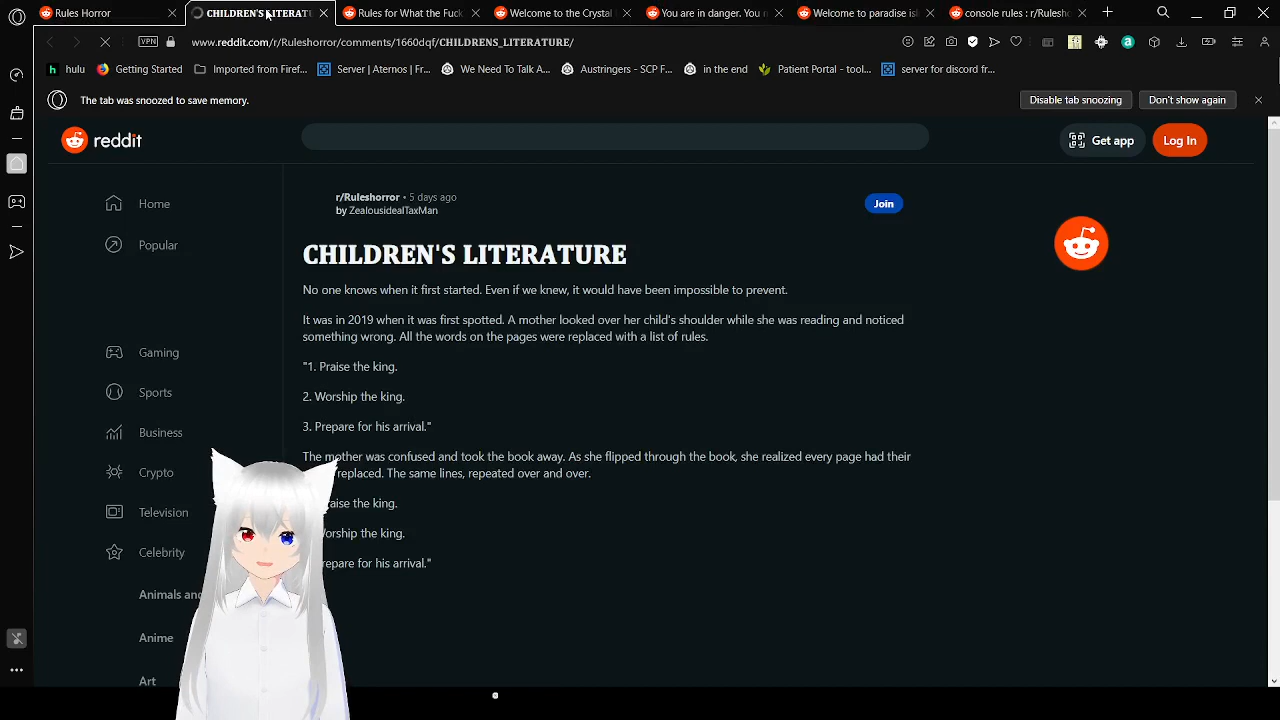 Rules Horror
CHILDREN'S LITERAT
Rules for What the Fuck
Welcome to the Crystal
You are in danger. You
Welcome to paradise is
console rules : r/Rulesho
VPN
www.reddit.com/r/Ruleshorror/comments/1660dqf/CHILDRENS_LITERATURE/
hulu
Getting Started
Imported from Firef...
Server | Aternos | Fr...
We Need To Talk A...
Austringers - SCP F...
in the end
Patient Portal - tool...
server for discord fr...
The tab was snoozed to save memory.
Disable tab snoozing
Don't show again
reddit
Get app
Log In
Home
Popular
Gaming
Sports
Business
Crypto
Television
Celebrity
Animals and
Anime
Art
r/Ruleshorror • 5 days ago
by ZealousidealTaxMan
Join
CHILDREN'S LITERATURE
No one knows when it first started. Even if we knew, it would have been impossible to prevent.
It was in 2019 when it was first spotted. A mother looked over her child's shoulder while she was reading and noticed
something wrong. All the words on the pages were replaced with a list of rules.
"1. Praise the king.
2. Worship the king.
3. Prepare for his arrival."
The mother was confused and took the book away. As she flipped through the book, she realized every page had their
replaced. The same lines, repeated over and over.
the king.
the king.
for his arrival."